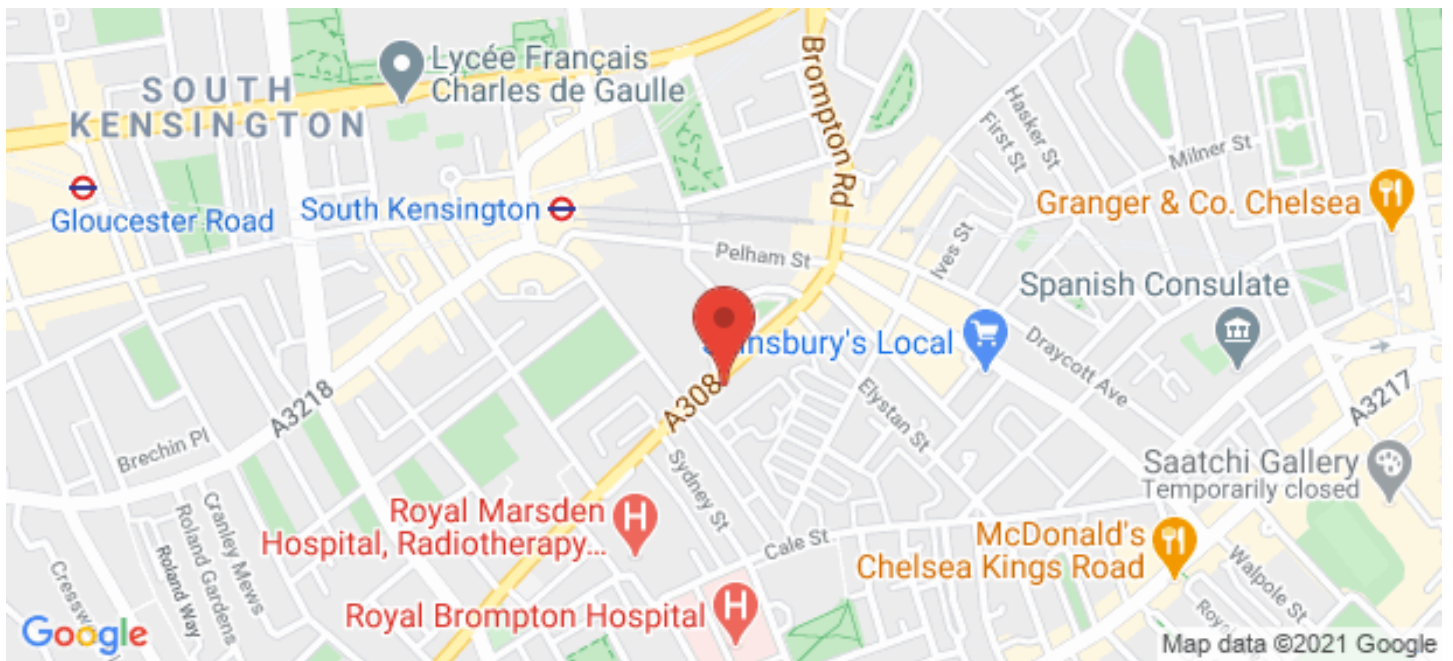 Lycée Français
Charles de Gaulle
SOUTH
KENSINGTON
Brompton Rd
Hasker St
First St
Milner St
Gloucester Road
South Kensington
Granger & Co. Chelsea
Pelham St
Ives St
Spanish Consulate
Sainsbury's Local
Draycott Ave
A308
A3218
A3217
Elystan St
Brechin Pl
Sydney St
Saatchi Gallery
Temporarily closed
Cranley Mews
Roland Gardens
Roland Way
Royal Marsden
Hospital, Radiotherapy...
Cale St
McDonald's
Chelsea Kings Road
Walpole St
Royal Brompton Hospital
Google
Map data ©2021 Google